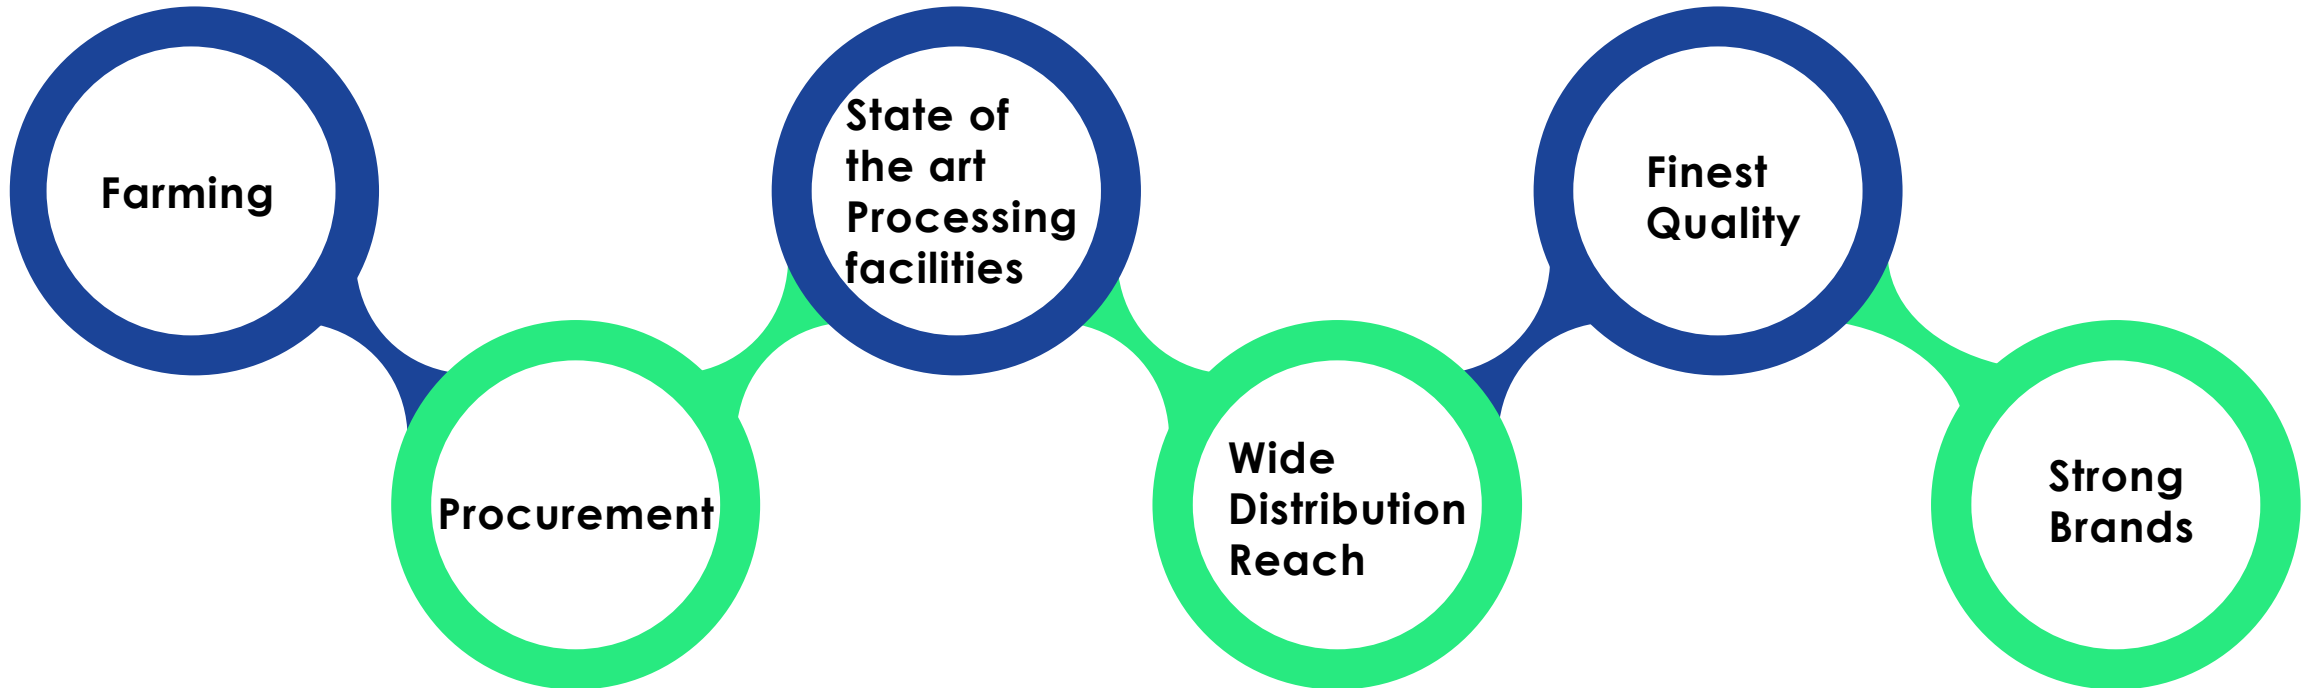 Farming
Procurement
State of
the art
Processing
facilities
Wide
Distribution
Reach
Finest
Quality
Strong
Brands